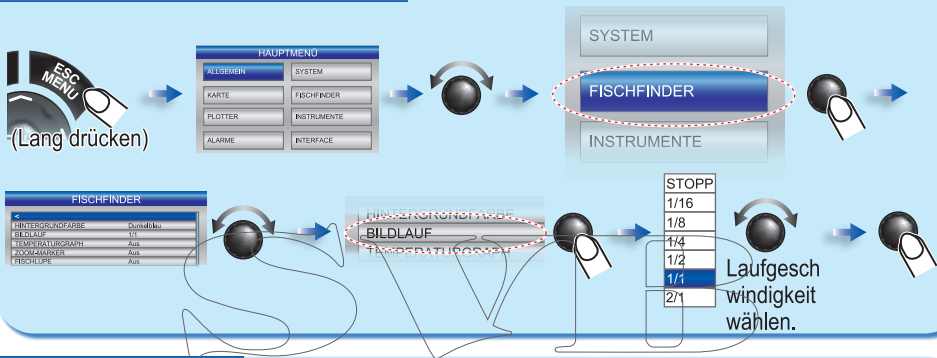 ESC
MENU
(Lang drücken)
HAUPTMENÜ
ALLGEMEIN SYSTEM
KARTE FISCHFINDER
PLOTTER INSTRUMENTE
ALARME INTERFACE
SYSTEM
FISCHFINDER
INSTRUMENTE
FISCHFINDER
<
HINTERGRUNDFARBE Dunkelblau
BILDLAUF 1/1
TEMPERATURGRAPH Aus
ZOOM-MARKER Aus
FISCHLUPE Aus
HINTERGRUNDFARBE
BILDLAUF
TEMPERATURGRAPH
STOPP
1/16
1/8
1/4
1/2
1/1
2/1
Laufgesch
windigkeit
wählen.